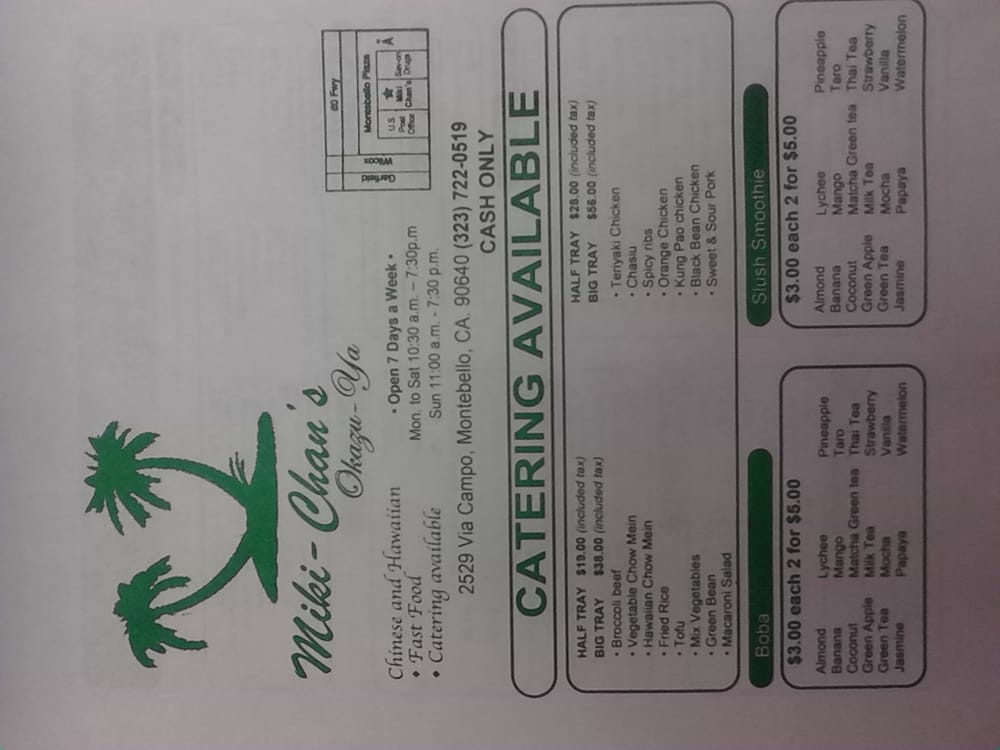 Miki-Chan's
Okazu-Ya
Chinese and Hawaiian
• Fast Food
• Catering available
• Open 7 Days a Week •
Mon. to Sat 10:30 a.m. – 7:30p.m
Sun 11:00 a.m. - 7:30 p.m.
60 Fwy
Montebello Plaza
Garfield
Wilcox
U.S. Post Office
Miki Chan's
Sav-on Drugs
2529 Via Campo, Montebello, CA. 90640 (323) 722-0519
CASH ONLY
CATERING AVAILABLE
HALF TRAY $19.00 (included tax)
BIG TRAY $38.00 (included tax)
• Broccoli beef
• Vegetable Chow Mein
• Hawaiian Chow Mein
• Fried Rice
• Tofu
• Mix Vegetables
• Green Bean
• Macaroni Salad
HALF TRAY $28.00 (included tax)
BIG TRAY $56.00 (included tax)
• Teriyaki Chicken
• Chasiu
• Spicy ribs
• Orange Chicken
• Kung Pao chicken
• Black Bean Chicken
• Sweet & Sour Pork
Boba
$3.00 each 2 for $5.00
Almond Lychee Pineapple
Banana Mango Taro
Coconut Matcha Green tea Thai Tea
Green Apple Milk Tea Strawberry
Green Tea Mocha Vanilla
Jasmine Papaya Watermelon
Slush Smoothie
$3.00 each 2 for $5.00
Almond Lychee Pineapple
Banana Mango Taro
Coconut Matcha Green tea Thai Tea
Green Apple Milk Tea Strawberry
Green Tea Mocha Vanilla
Jasmine Papaya Watermelon